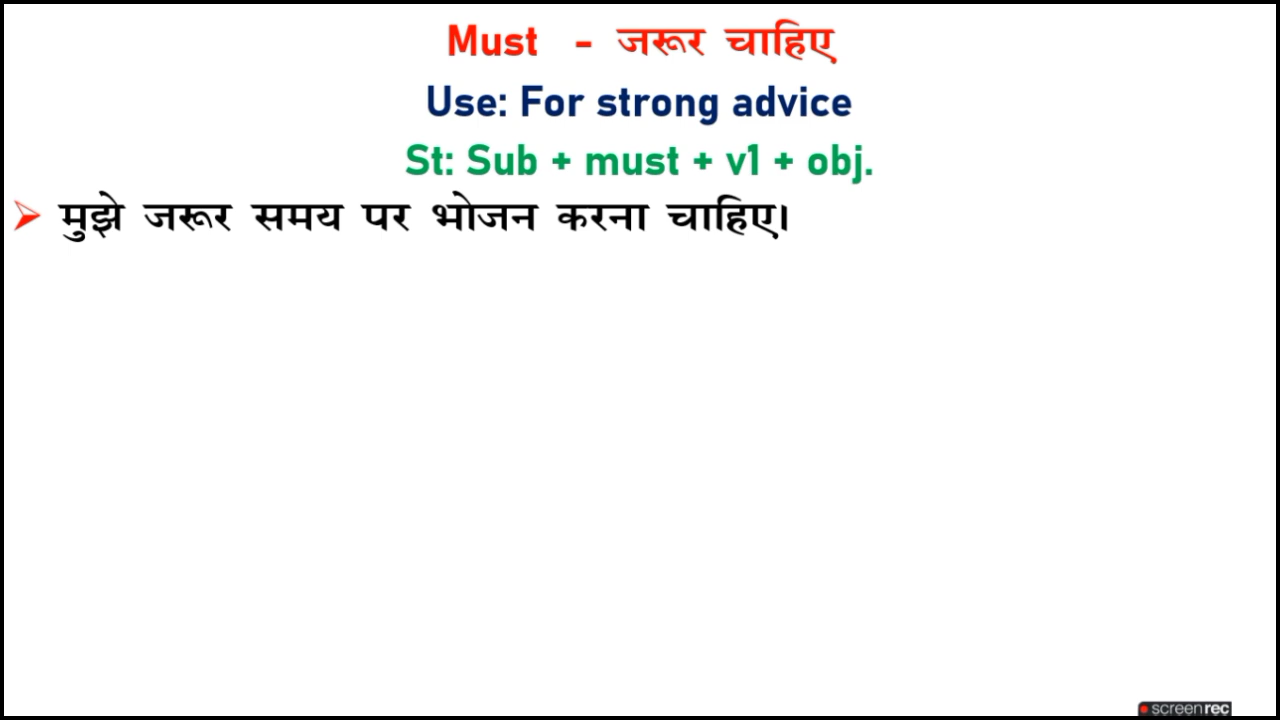 Must - जरूर चाहिए
Use: For strong advice
St: Sub + must + v1 + obj.
➢ मुझे जरूर समय पर भोजन करना चाहिए।
screenrec